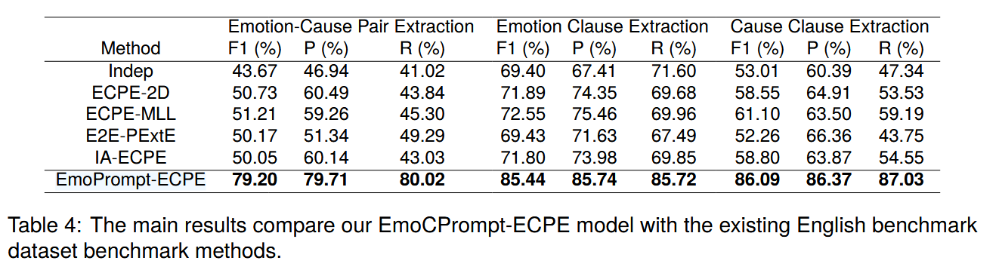 Emotion-Cause Pair Extraction Emotion Clause Extraction Cause Clause Extraction
Method F1 (%) P (%) R (%) F1 (%) P (%) R (%) F1 (%) P (%) R (%)
Indep 43.67 46.94 41.02 69.40 67.41 71.60 53.01 60.39 47.34
ECPE-2D 50.73 60.49 43.84 71.89 74.35 69.68 58.55 64.91 53.53
ECPE-MLL 51.21 59.26 45.30 72.55 75.46 69.96 61.10 63.50 59.19
E2E-PExtE 50.17 51.34 49.29 69.43 71.63 67.49 52.26 66.36 43.75
IA-ECPE 50.05 60.14 43.03 71.80 73.98 69.85 58.80 63.87 54.55
EmoPrompt-ECPE 79.20 79.71 80.02 85.44 85.74 85.72 86.09 86.37 87.03
Table 4: The main results compare our EmoCPrompt-ECPE model with the existing English benchmark
dataset benchmark methods.